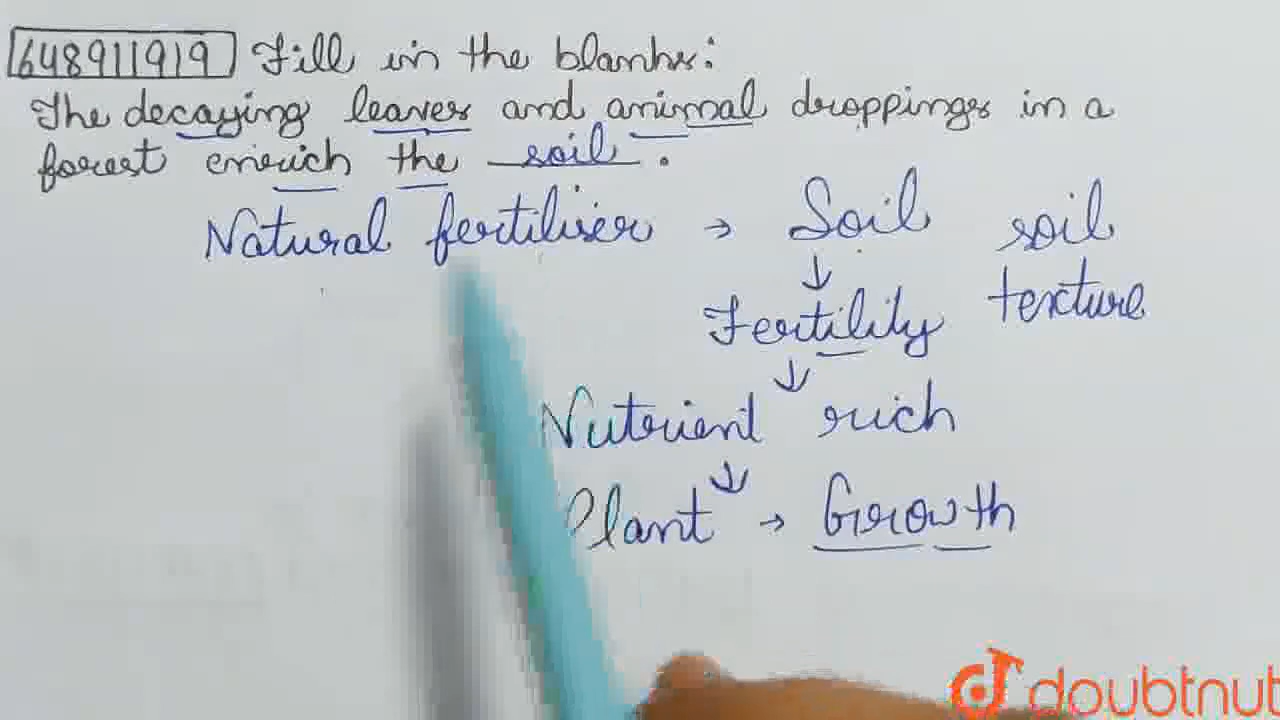 648911919 Fill in the blanks:
The decaying leaves and animal droppings in a
forest enrich the soil.
Natural fertiliser → Soil soil
↓
Fertility texture
↓
Nutrient rich
↓
Plant → Growth
doubtnut